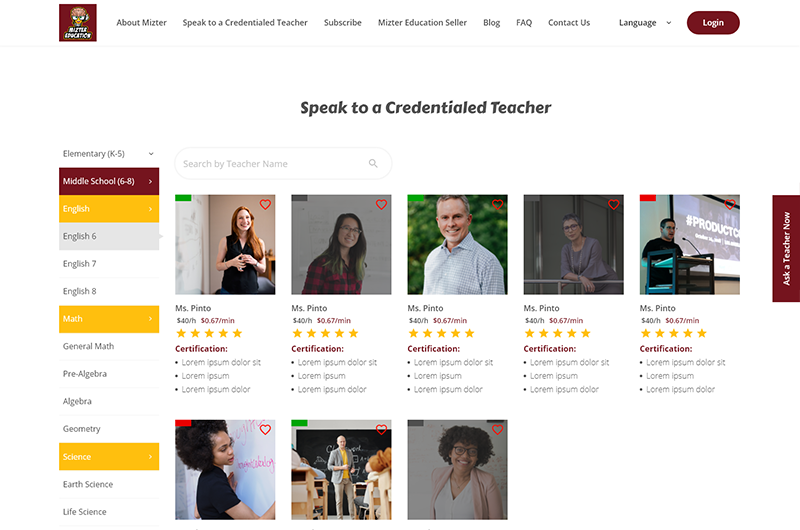 MIZTER
EDUCATION
About Mizter
Speak to a Credentialed Teacher
Subscribe
Mizter Education Seller
Blog
FAQ
Contact Us
Language
Login
Speak to a Credentialed Teacher
Elementary (K-5)
Middle School (6-8)
English
English 6
English 7
English 8
Math
General Math
Pre-Algebra
Algebra
Geometry
Science
Earth Science
Life Science
Search by Teacher Name
#PRODUCTCO
Ms. Pinto
$40/h $0.67/min
Certification:
Lorem ipsum dolor sit
Lorem ipsum
Lorem ipsum dolor
Ms. Pinto
$40/h $0.67/min
Certification:
Lorem ipsum dolor sit
Lorem ipsum
Lorem ipsum dolor
Ms. Pinto
$40/h $0.67/min
Certification:
Lorem ipsum dolor sit
Lorem ipsum
Lorem ipsum dolor
Ms. Pinto
$40/h $0.67/min
Certification:
Lorem ipsum dolor sit
Lorem ipsum
Lorem ipsum dolor
Ms. Pinto
$40/h $0.67/min
Certification:
Lorem ipsum dolor sit
Lorem ipsum
Lorem ipsum dolor
Ask a Teacher Now